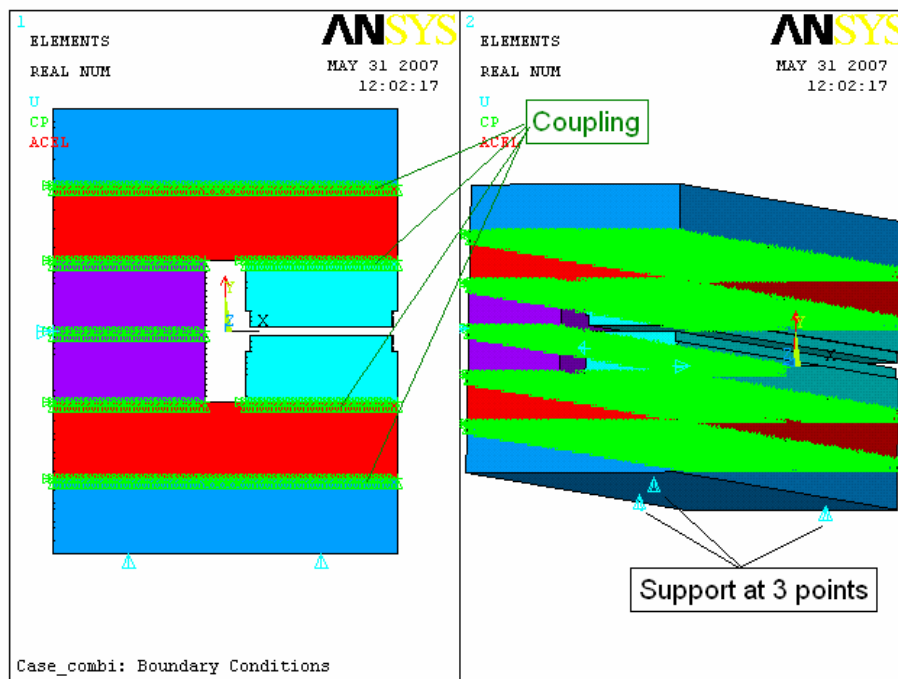 1
ANSYS
ELEMENTS
REAL NUM
MAY 31 2007
12:02:17
U
CP
ACEL
Coupling
Y
Z
X
Case_combi: Boundary Conditions
2
ANSYS
ELEMENTS
REAL NUM
MAY 31 2007
12:02:17
U
CP
ACEL
Y
Support at 3 points